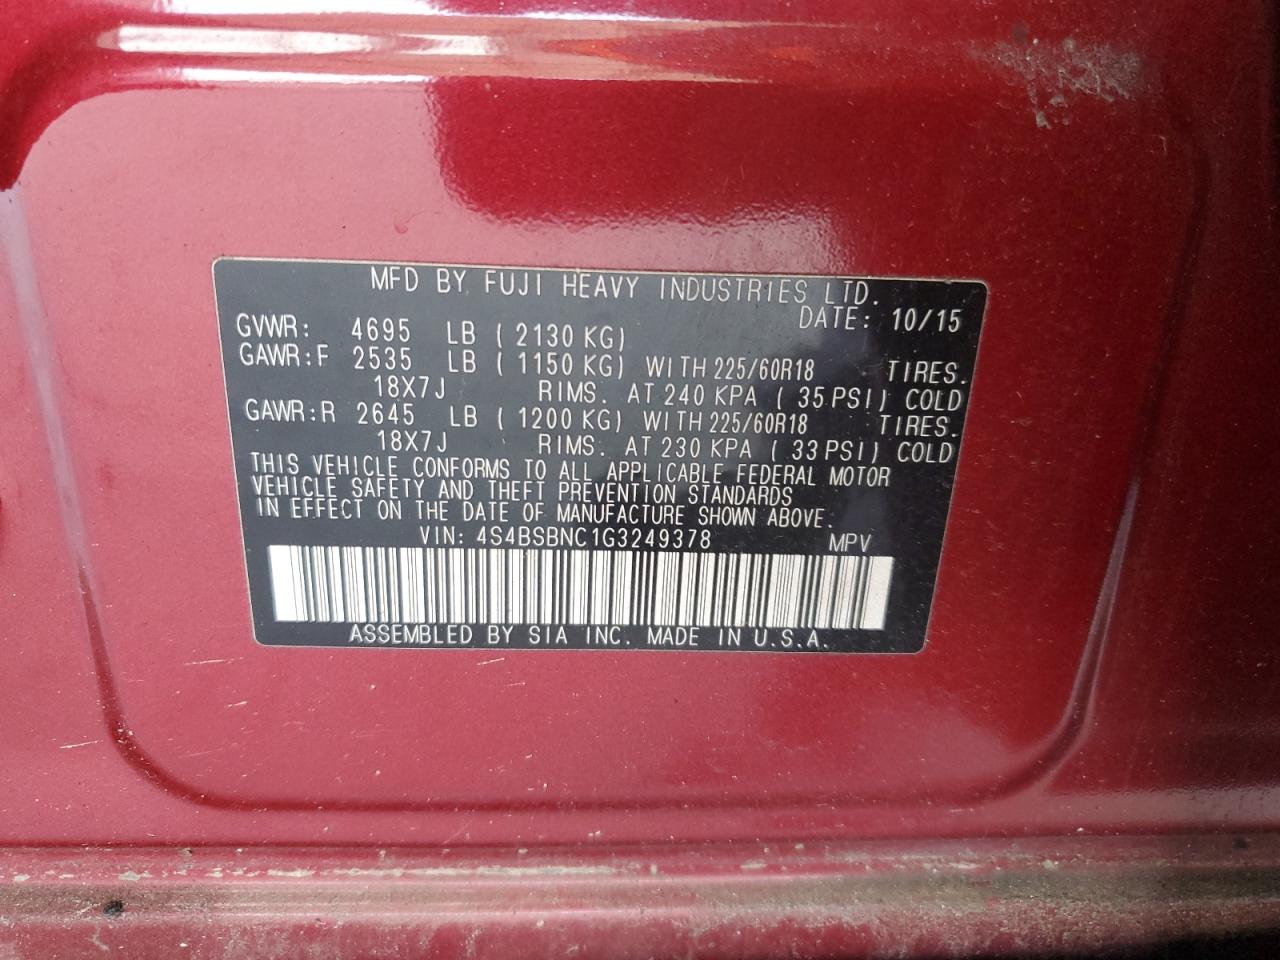 MFD BY FUJI HEAVY INDUSTRIES LTD.
DATE: 10/15
GVWR: 4695 LB ( 2130 KG)
GAWR:F 2535 LB ( 1150 KG) WITH 225/60R18 TIRES.
18X7J RIMS. AT 240 KPA ( 35 PSI) COLD
GAWR:R 2645 LB ( 1200 KG) WITH 225/60R18 TIRES.
18X7J RIMS. AT 230 KPA ( 33 PSI) COLD
THIS VEHICLE CONFORMS TO ALL APPLICABLE FEDERAL MOTOR
VEHICLE SAFETY AND THEFT PREVENTION STANDARDS
IN EFFECT ON THE DATE OF MANUFACTURE SHOWN ABOVE.
VIN: 4S4BSBNC1G3249378 MPV
ASSEMBLED BY SIA INC. MADE IN U.S.A.